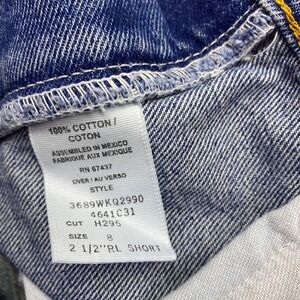 100% COTTON/
COTON
ASSEMBLED IN MEXICO
FABRIQUE AUX MEXIQUE
RN 67437
OVER/AU VERSO
STYLE
3689WKQ2990
4641C31
CUT H295
SIZE 8
2 1/2"RL SHORT